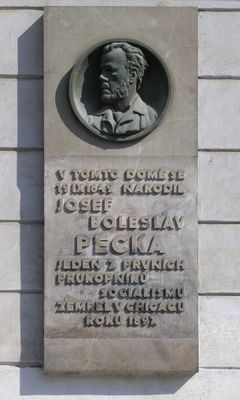 V TOMTO DOMĚ SE
19.IX.1849 NARODIL
JOSEF
BOLESLAV
PECKA
JEDEN Z PRVNÍCH
PRŮKOPNÍKŮ
SOCIALISMU
ZEMŘEL V CHICAGU
ROKU 1897.